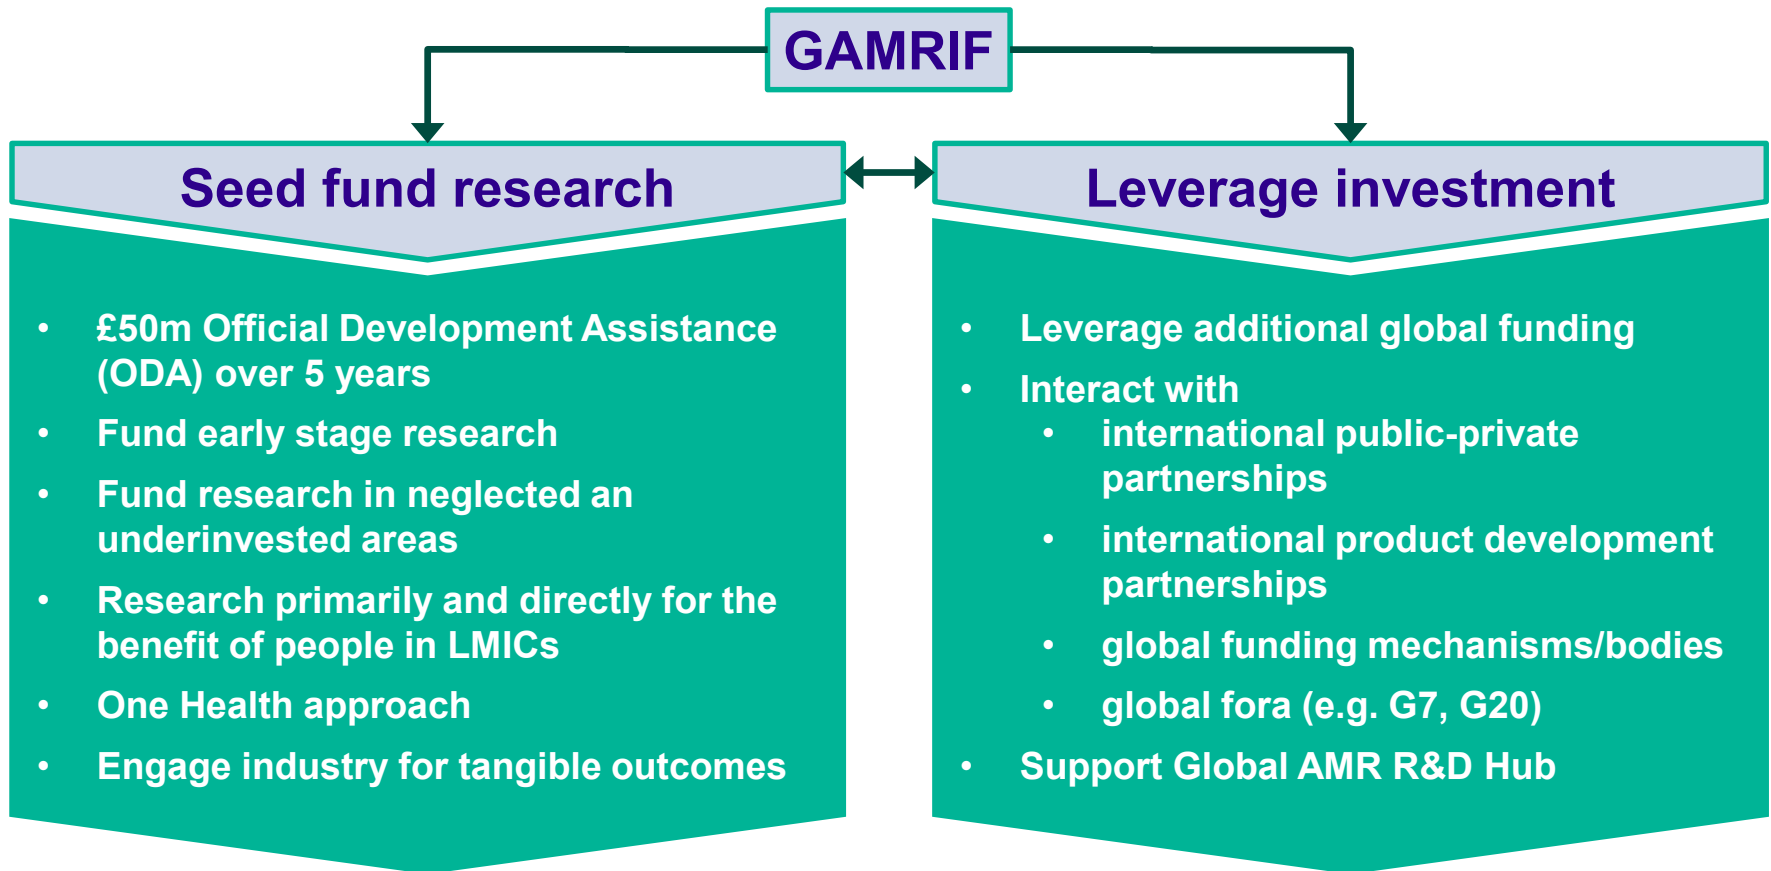 GAMRIF
Seed fund research
• £50m Official Development Assistance
(ODA) over 5 years
• Fund early stage research
• Fund research in neglected an
underinvested areas
• Research primarily and directly for the
benefit of people in LMICs
• One Health approach
• Engage industry for tangible outcomes
Leverage investment
• Leverage additional global funding
• Interact with
• international public-private
partnerships
• international product development
partnerships
• global funding mechanisms/bodies
• global fora (e.g. G7, G20)
• Support Global AMR R&D Hub